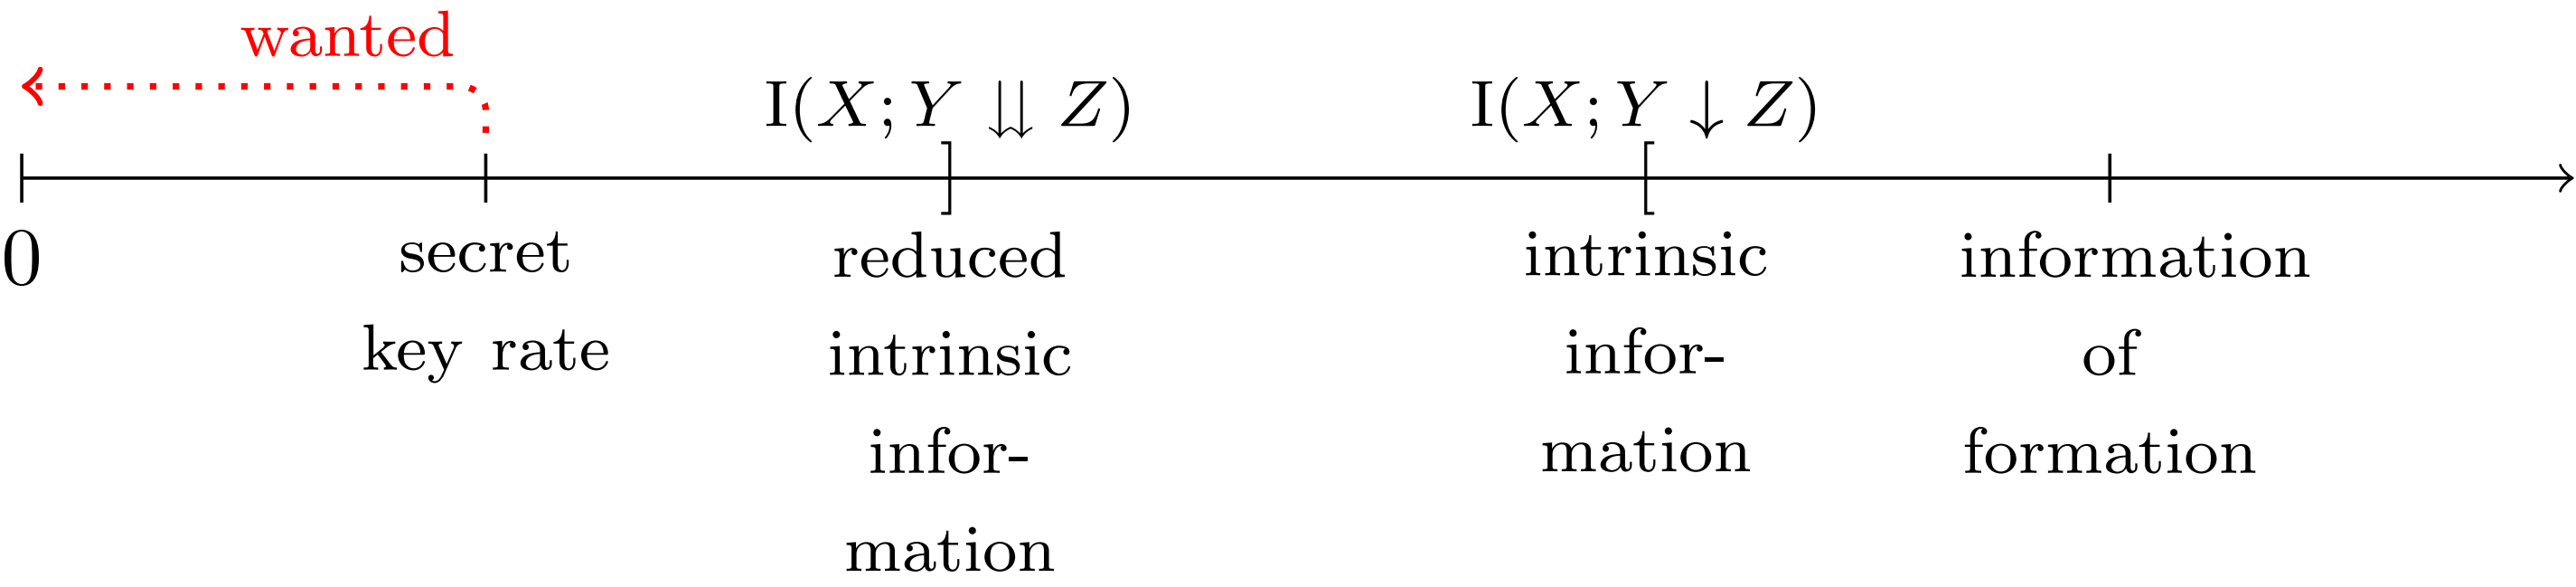 wanted
I(X; Y ⇊ Z)
I(X; Y ↓ Z)
0
secret
key rate
reduced
intrinsic
infor-
mation
intrinsic
infor-
mation
information
of
formation